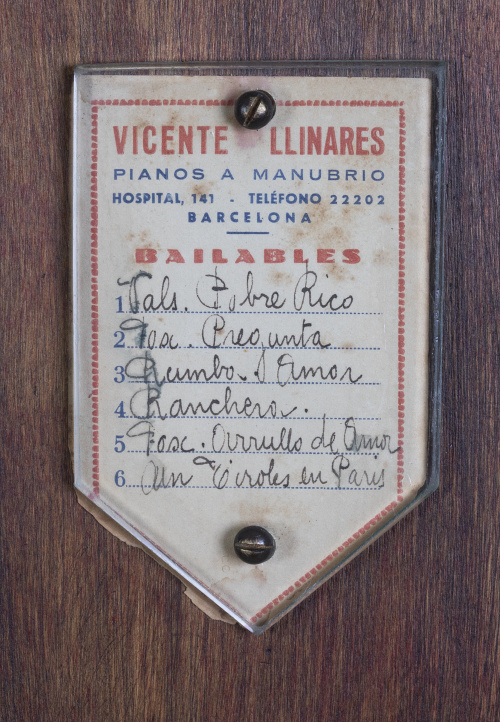 VICENTE LLINARES
PIANOS A MANUBRIO
HOSPITAL, 141 - TELÉFONO 22202
BARCELONA
BAILABLES
1 Vals. Pobre Rico
2 Fox. Pregunta
3 Rumba. d'Amor
4 Ranchera.
5 Fox. Arrullo de Amor
6 Un Tiroles en Paris